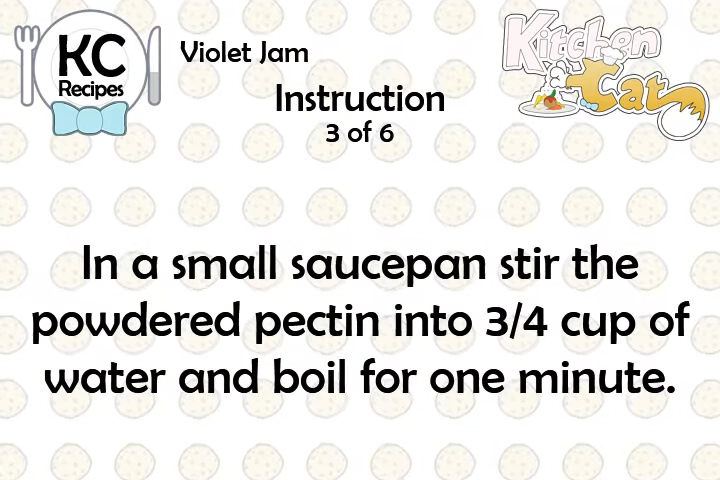 KC
Recipes
Violet Jam
Kitchen
Cat
Instruction
3 of 6
In a small saucepan stir the
powdered pectin into 3/4 cup of
water and boil for one minute.